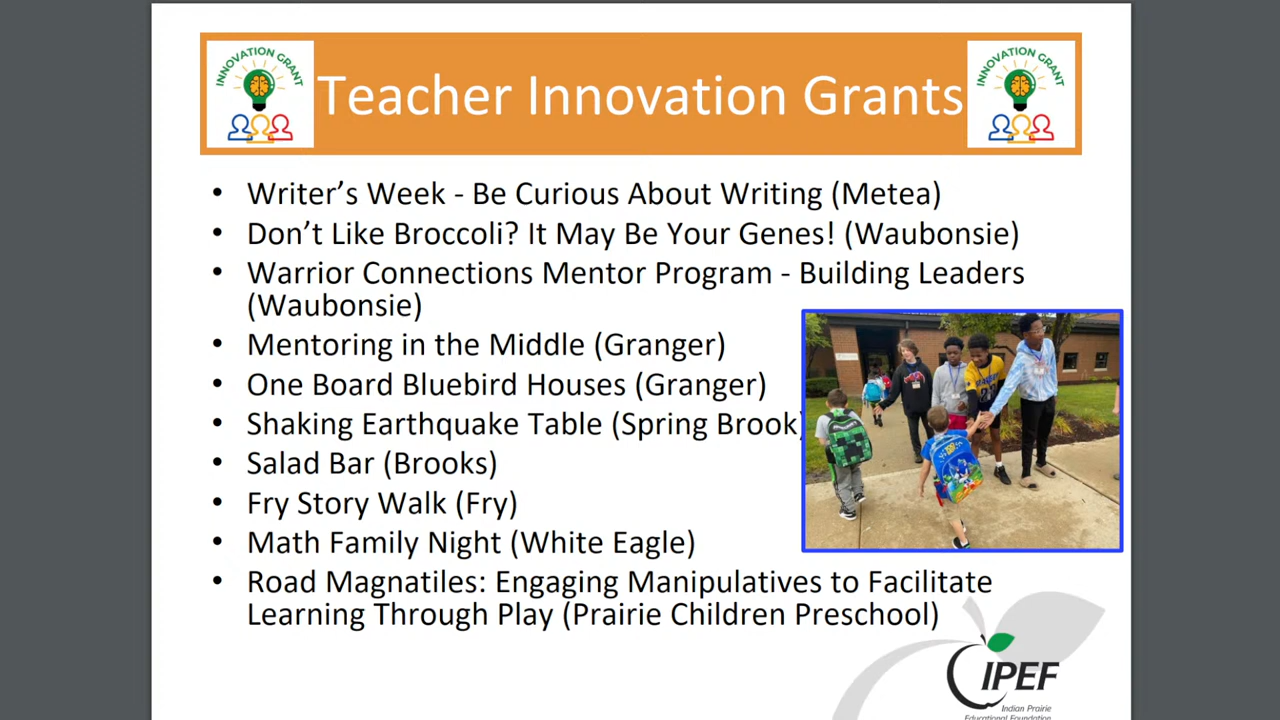 INNOVATION GRANT
Teacher Innovation Grants
INNOVATION GRANT
• Writer’s Week - Be Curious About Writing (Metea)
• Don’t Like Broccoli? It May Be Your Genes! (Waubonsie)
• Warrior Connections Mentor Program - Building Leaders
(Waubonsie)
• Mentoring in the Middle (Granger)
• One Board Bluebird Houses (Granger)
• Shaking Earthquake Table (Spring Brook)
• Salad Bar (Brooks)
• Fry Story Walk (Fry)
• Math Family Night (White Eagle)
• Road Magnatiles: Engaging Manipulatives to Facilitate
Learning Through Play (Prairie Children Preschool)
IPEF
Indian Prairie
Educational Foundation